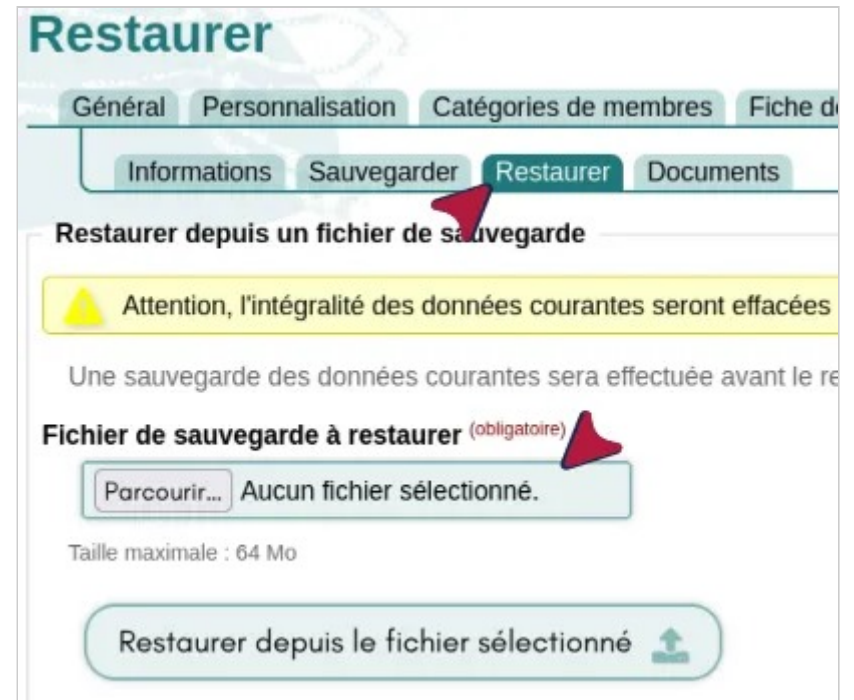 Restaurer
Général Personnalisation Catégories de membres Fiche de
Informations Sauvegarder Restaurer Documents
Restaurer depuis un fichier de sauvegarde
Attention, l'intégralité des données courantes seront effacées
Une sauvegarde des données courantes sera effectuée avant le re
Fichier de sauvegarde à restaurer (obligatoire)
Parcourir... Aucun fichier sélectionné.
Taille maximale : 64 Mo
Restaurer depuis le fichier sélectionné